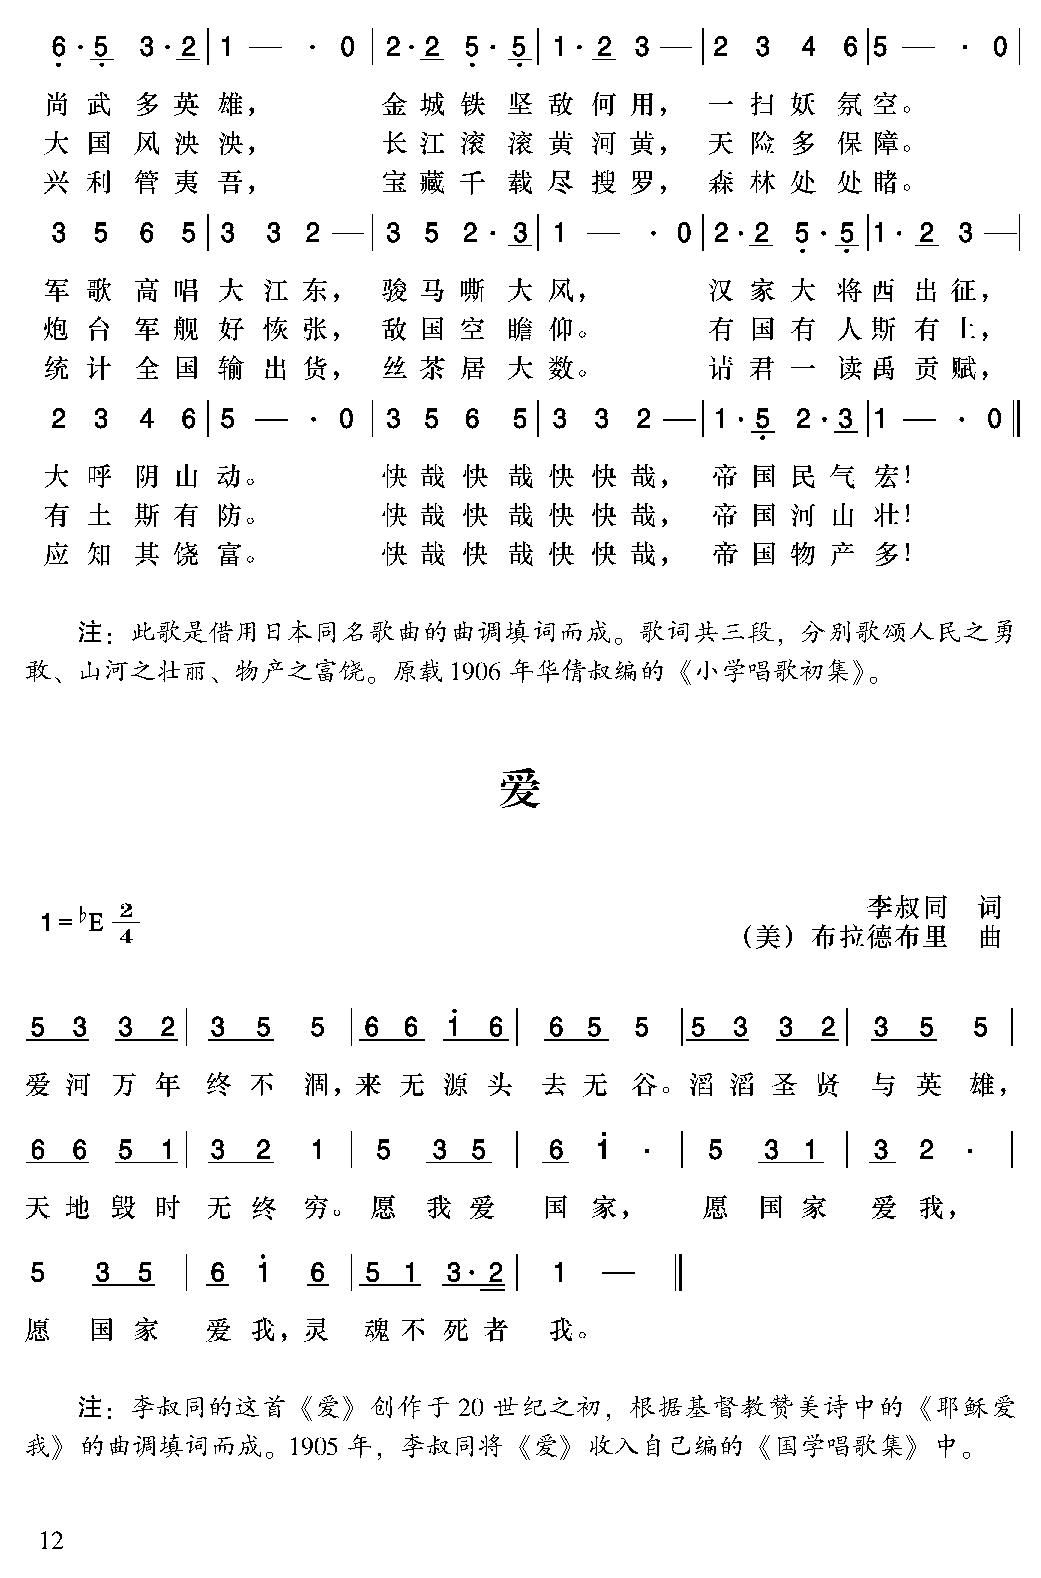 6·5 3·2|1 — · 0|2·2 5·5|1·2 3 —|2 3 4 6|5 — · 0|
尚武多英雄， 金城铁坚敌何用，一扫妖氛空。
大国风泱泱， 长江滚滚黄河黄，天险多保障。
兴利管夷吾， 宝藏千载尽搜罗，森林处处睹。
3 5 6 5|3 3 2 —|3 5 2·3|1 — · 0|2·2 5·5|1·2 3 —|
军歌高唱大江东，骏马嘶大风， 汉家大将西出征，
炮台军舰好恢张，敌国空瞻仰。 有国有人斯有土，
统计全国输出货，丝茶居大数。 请君一读禹贡赋，
2 3 4 6|5 — · 0|3 5 6 5|3 3 2 —|1·5 2·3|1 — · 0‖
大呼阴山动。 快哉快哉快快哉，帝国民气宏！
有土斯有防。 快哉快哉快快哉，帝国河山壮！
应知其饶富。 快哉快哉快快哉，帝国物产多！
注：此歌是借用日本同名歌曲的曲调填词而成。歌词共三段，分别歌颂人民之勇
敢、山河之壮丽、物产之富饶。原载1906年华倩叔编的《小学唱歌初集》。
爱
1=♭E 2/4
李叔同 词
（美）布拉德布里 曲
5 3 3 2|3 5 5|6 6 i 6|6 5 5|5 3 3 2|3 5 5|
爱河万年终不涸，来无源头去无谷。滔滔圣贤与英雄，
6 6 5 1|3 2 1|5 3 5|6 i ·|5 3 1|3 2 ·|
天地毁时无终穷。愿我爱国家，愿国家爱我，
5 3 5|6 i 6|5 1 3·2|1 —‖
愿国家爱我，灵魂不死者我。
注：李叔同的这首《爱》创作于20世纪之初，根据基督教赞美诗中的《耶稣爱
我》的曲调填词而成。1905年，李叔同将《爱》收入自己编的《国学唱歌集》中。
12